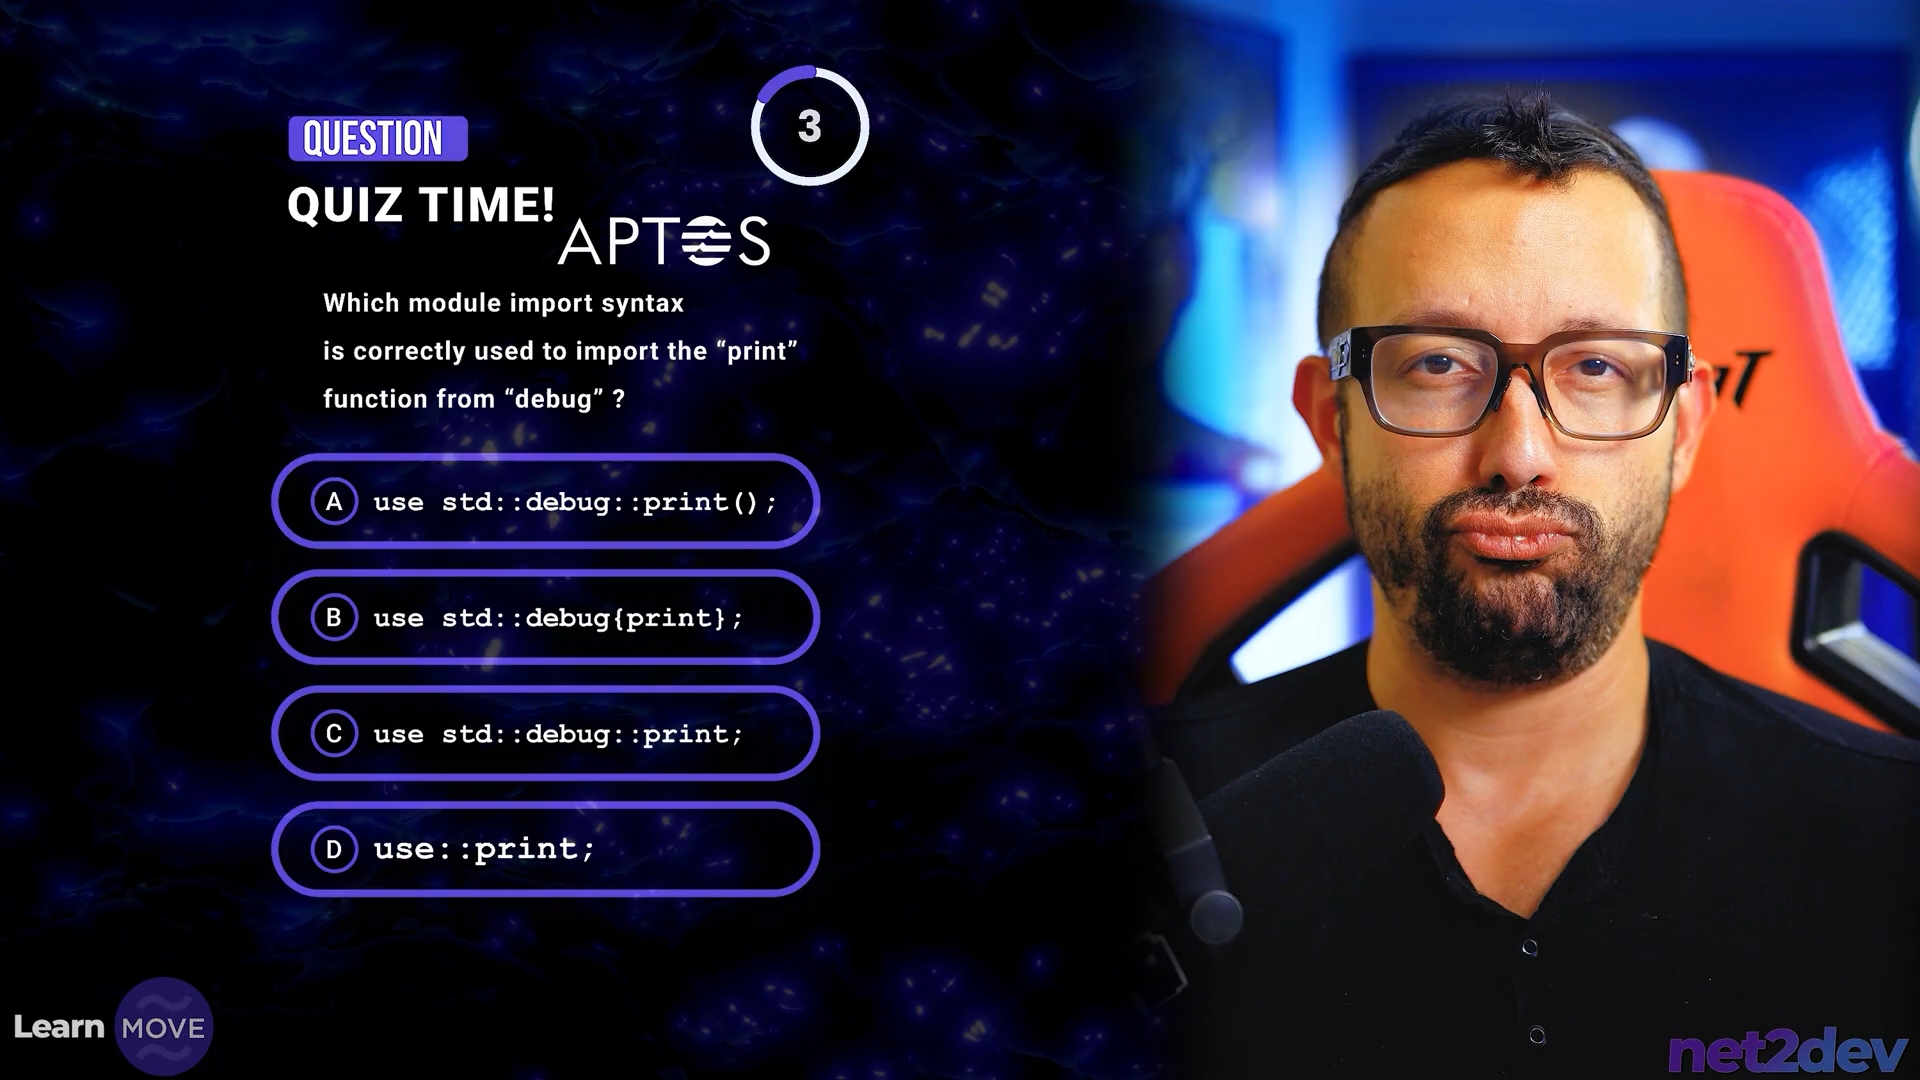 QUESTION
3
QUIZ TIME!
APTOS
Which module import syntax
is correctly used to import the “print”
function from “debug” ?
A use std::debug::print();
B use std::debug{print};
C use std::debug::print;
D use::print;
Learn MOVE
net2dev